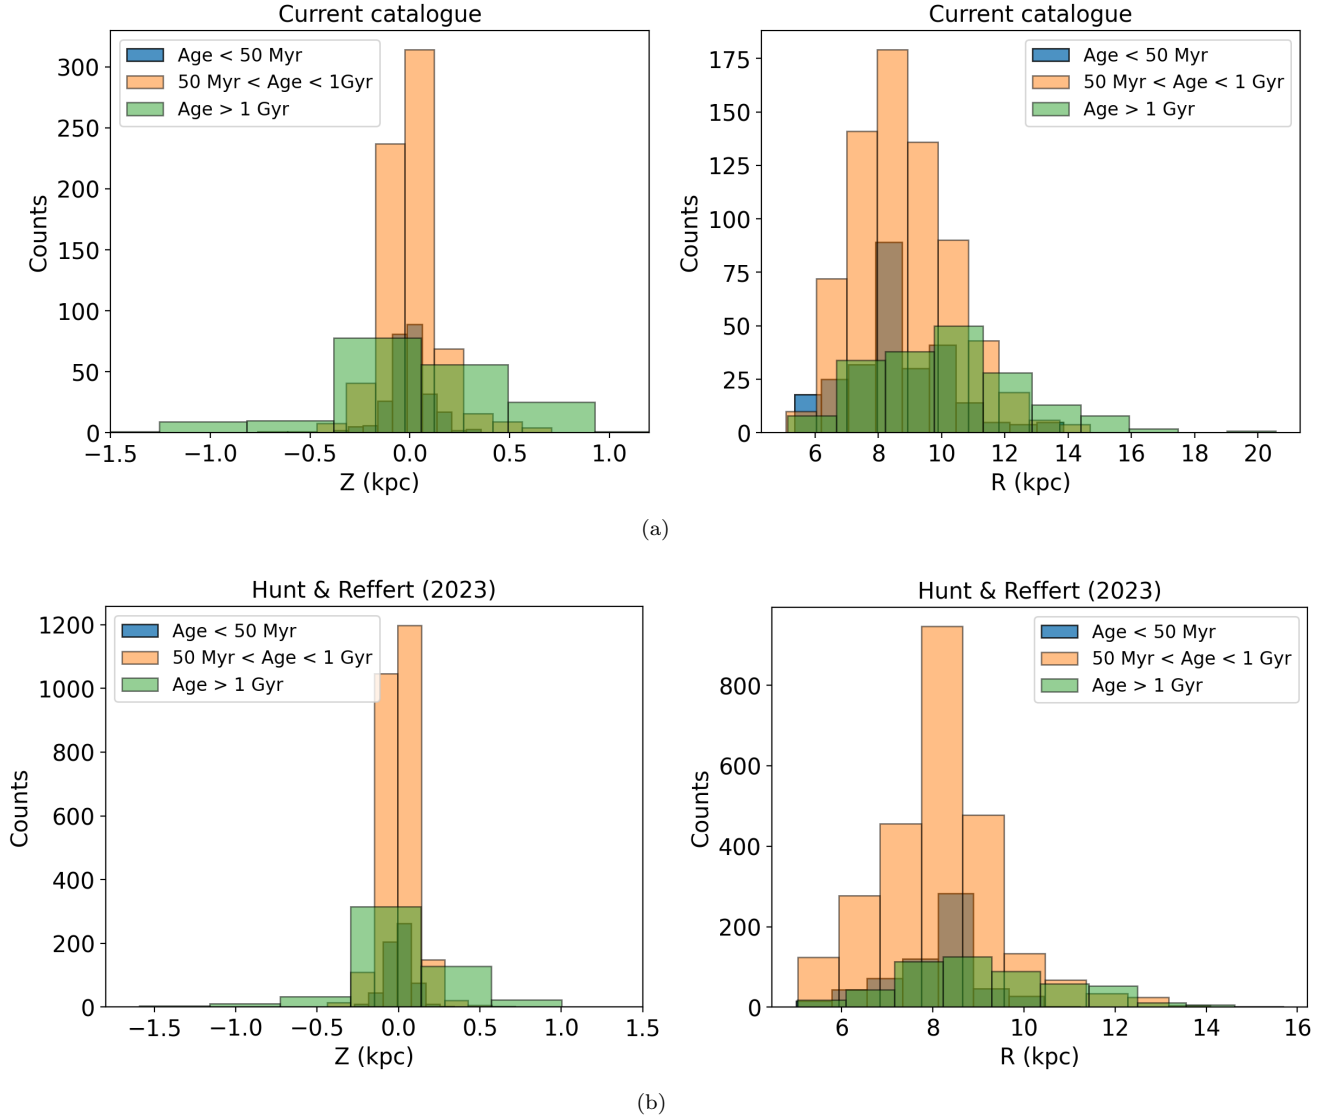 Current catalogue
Age < 50 Myr
50 Myr < Age < 1Gyr
Age > 1 Gyr
Counts
300
250
200
150
100
50
0
−1.5 −1.0 −0.5 0.0 0.5 1.0
Z (kpc)
Current catalogue
Age < 50 Myr
50 Myr < Age < 1 Gyr
Age > 1 Gyr
Counts
175
150
125
100
75
50
25
0
6 8 10 12 14 16 18 20
R (kpc)
(a)
Hunt & Reffert (2023)
Age < 50 Myr
50 Myr < Age < 1 Gyr
Age > 1 Gyr
Counts
1200
1000
800
600
400
200
0
−1.5 −1.0 −0.5 0.0 0.5 1.0 1.5
Z (kpc)
Hunt & Reffert (2023)
Age < 50 Myr
50 Myr < Age < 1 Gyr
Age > 1 Gyr
Counts
800
600
400
200
0
6 8 10 12 14 16
R (kpc)
(b)